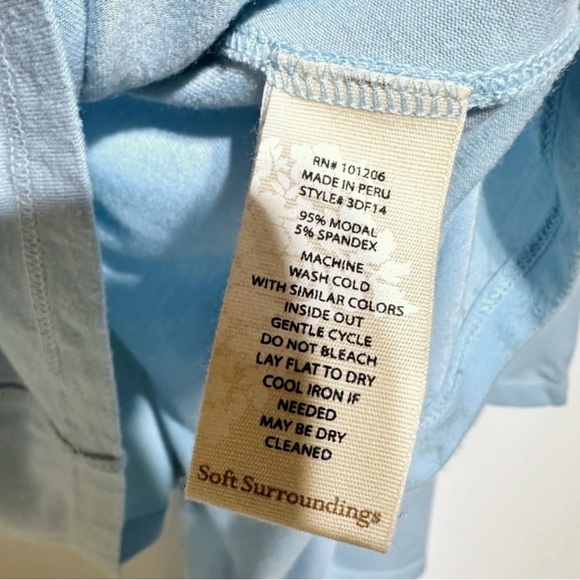 RN# 101206
MADE IN PERU
STYLE# 3DF14
95% MODAL
5% SPANDEX
MACHINE
WASH COLD
WITH SIMILAR COLORS
INSIDE OUT
GENTLE CYCLE
DO NOT BLEACH
LAY FLAT TO DRY
COOL IRON IF
NEEDED
MAY BE DRY
CLEANED
Soft Surroundings